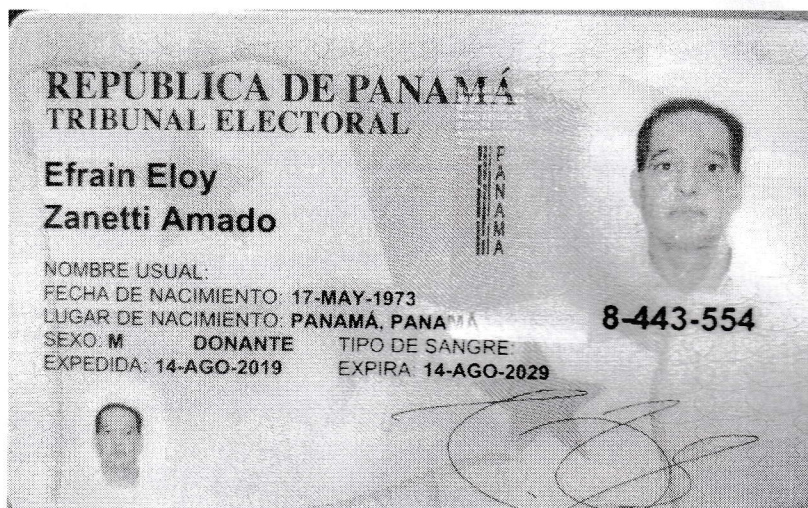 REPÚBLICA DE PANAMÁ
TRIBUNAL ELECTORAL
Efrain Eloy
Zanetti Amado
PANAMA
NOMBRE USUAL:
FECHA DE NACIMIENTO: 17-MAY-1973
LUGAR DE NACIMIENTO: PANAMÁ, PANAMÁ
8-443-554
SEXO: M DONANTE TIPO DE SANGRE:
EXPEDIDA: 14-AGO-2019 EXPIRA: 14-AGO-2029